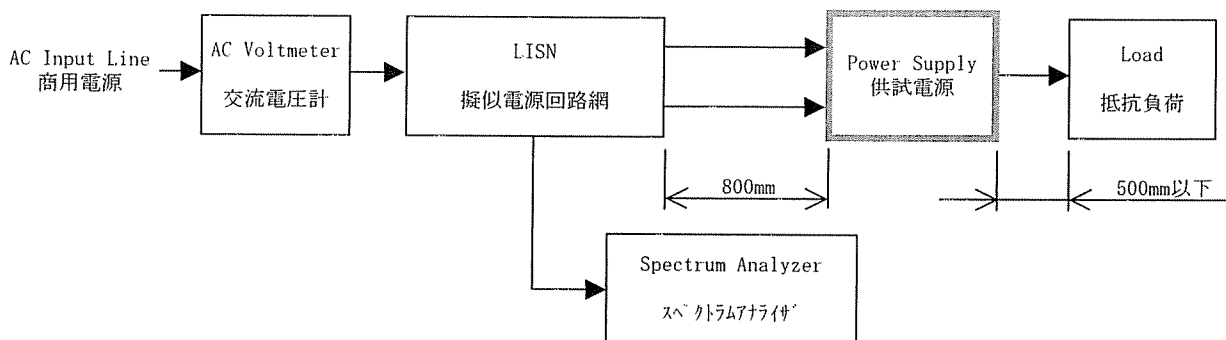 AC Input Line
商用電源
AC Voltmeter
交流電圧計
LISN
擬似電源回路網
Power Supply
供試電源
Load
抵抗負荷
800mm
500mm以下
Spectrum Analyzer
ｽﾍﾟｸﾄﾗﾑｱﾅﾗｲｻﾞ